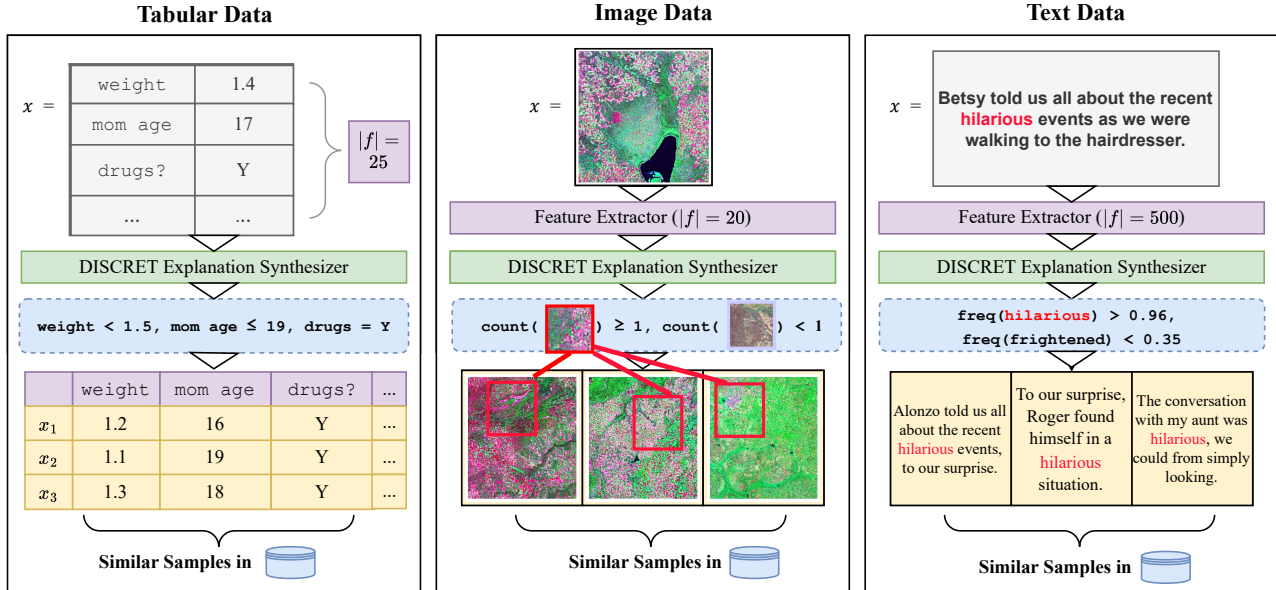 Tabular Data
x =
weight 1.4
mom age 17
drugs? Y
... ...
|f| =
25
DISCRET Explanation Synthesizer
weight < 1.5, mom age ≤ 19, drugs = Y
weight mom age drugs? ...
x₁ 1.2 16 Y ...
x₂ 1.1 19 Y ...
x₃ 1.3 18 Y ...
Similar Samples in
Image Data
x =
Feature Extractor (|f| = 20)
DISCRET Explanation Synthesizer
count( ) ≥ 1, count( ) < 1
Similar Samples in
Text Data
x =
Betsy told us all about the recent
hilarious events as we were
walking to the hairdresser.
Feature Extractor (|f| = 500)
DISCRET Explanation Synthesizer
freq(hilarious) > 0.96,
freq(frightened) < 0.35
Alonzo told us all
about the recent
hilarious events,
to our surprise.
To our surprise,
Roger found
himself in a
hilarious
situation.
The conversation
with my aunt was
hilarious, we
could from simply
looking.
Similar Samples in